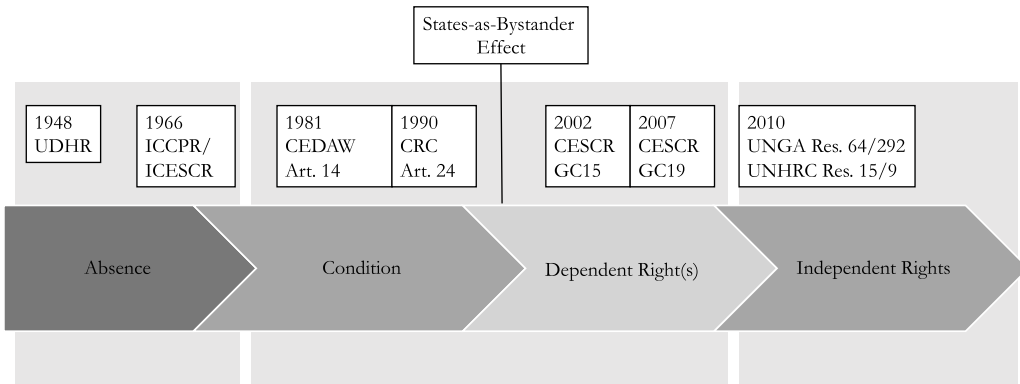 States-as-Bystander
Effect
1948
UDHR
1966
ICCPR/
ICESCR
1981
CEDAW
Art. 14
1990
CRC
Art. 24
2002
CESCR
GC15
2007
CESCR
GC19
2010
UNGA Res. 64/292
UNHRC Res. 15/9
Absence
Condition
Dependent Right(s)
Independent Rights